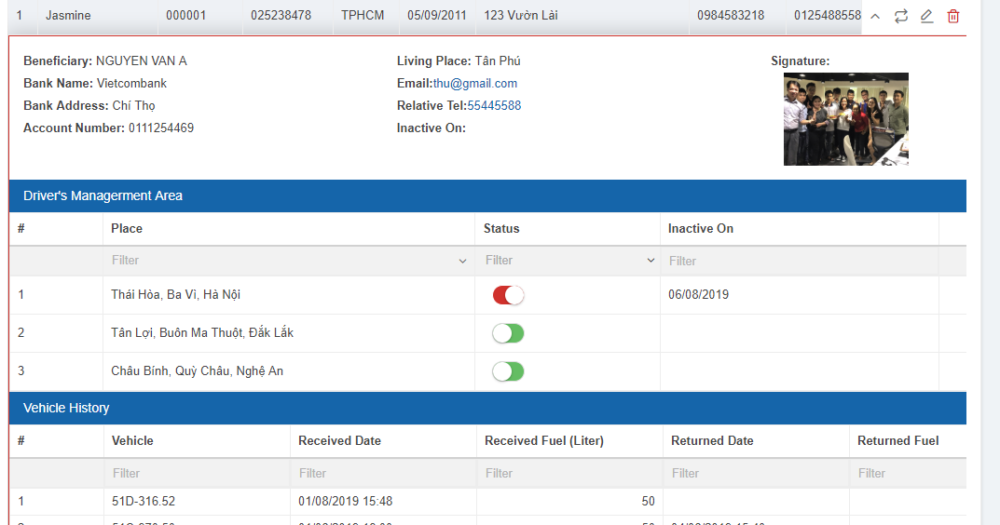 1 Jasmine 000001 025238478 TPHCM 05/09/2011 123 Vườn Lài 0984583218 0125488558
Beneficiary: NGUYEN VAN A Living Place: Tân Phú Signature:
Bank Name: Vietcombank Email:thu@gmail.com
Bank Address: Chí Thọ Relative Tel:55445588
Account Number: 0111254469 Inactive On:
Driver's Managerment Area
# Place Status Inactive On
Filter Filter Filter
1 Thái Hòa, Ba Vì, Hà Nội 06/08/2019
2 Tân Lợi, Buôn Ma Thuột, Đắk Lắk
3 Châu Bính, Quỳ Châu, Nghệ An
Vehicle History
# Vehicle Received Date Received Fuel (Liter) Returned Date Returned Fuel
Filter Filter Filter Filter Filter
1 51D-316.52 01/08/2019 15:48 50